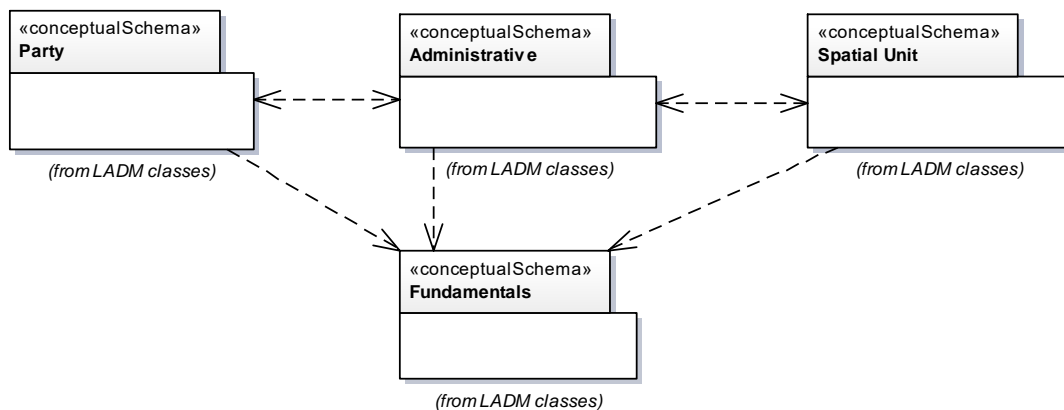 «conceptualSchema»
Party
(from LADM classes)
«conceptualSchema»
Administrative
(from LADM classes)
«conceptualSchema»
Spatial Unit
(from LADM classes)
«conceptualSchema»
Fundamentals
(from LADM classes)